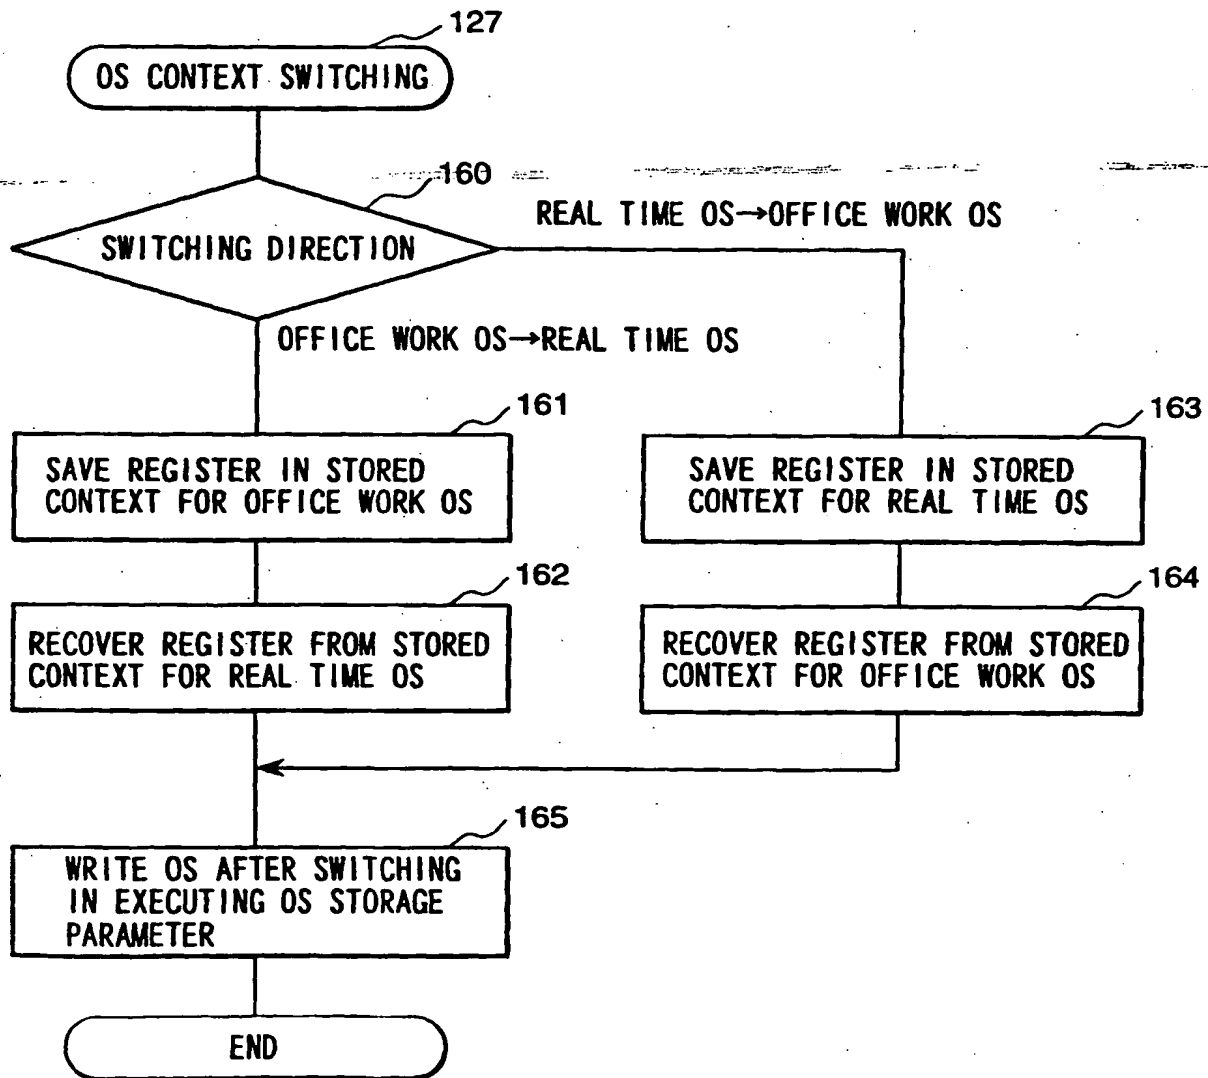 127
OS CONTEXT SWITCHING
160
REAL TIME OS→OFFICE WORK OS
SWITCHING DIRECTION
OFFICE WORK OS→REAL TIME OS
161
SAVE REGISTER IN STORED
CONTEXT FOR OFFICE WORK OS
163
SAVE REGISTER IN STORED
CONTEXT FOR REAL TIME OS
162
RECOVER REGISTER FROM STORED
CONTEXT FOR REAL TIME OS
164
RECOVER REGISTER FROM STORED
CONTEXT FOR OFFICE WORK OS
165
WRITE OS AFTER SWITCHING
IN EXECUTING OS STORAGE
PARAMETER
END